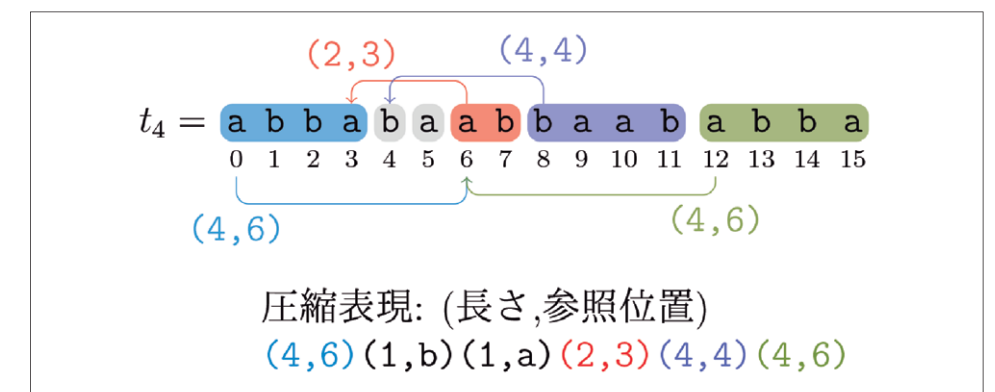 (2,3) (4,4)
t₄ = a b b a b a a b b a a b a b b a
0 1 2 3 4 5 6 7 8 9 10 11 12 13 14 15
(4,6) (4,6)
圧縮表現: (長さ,参照位置)
(4,6)(1,b)(1,a)(2,3)(4,4)(4,6)